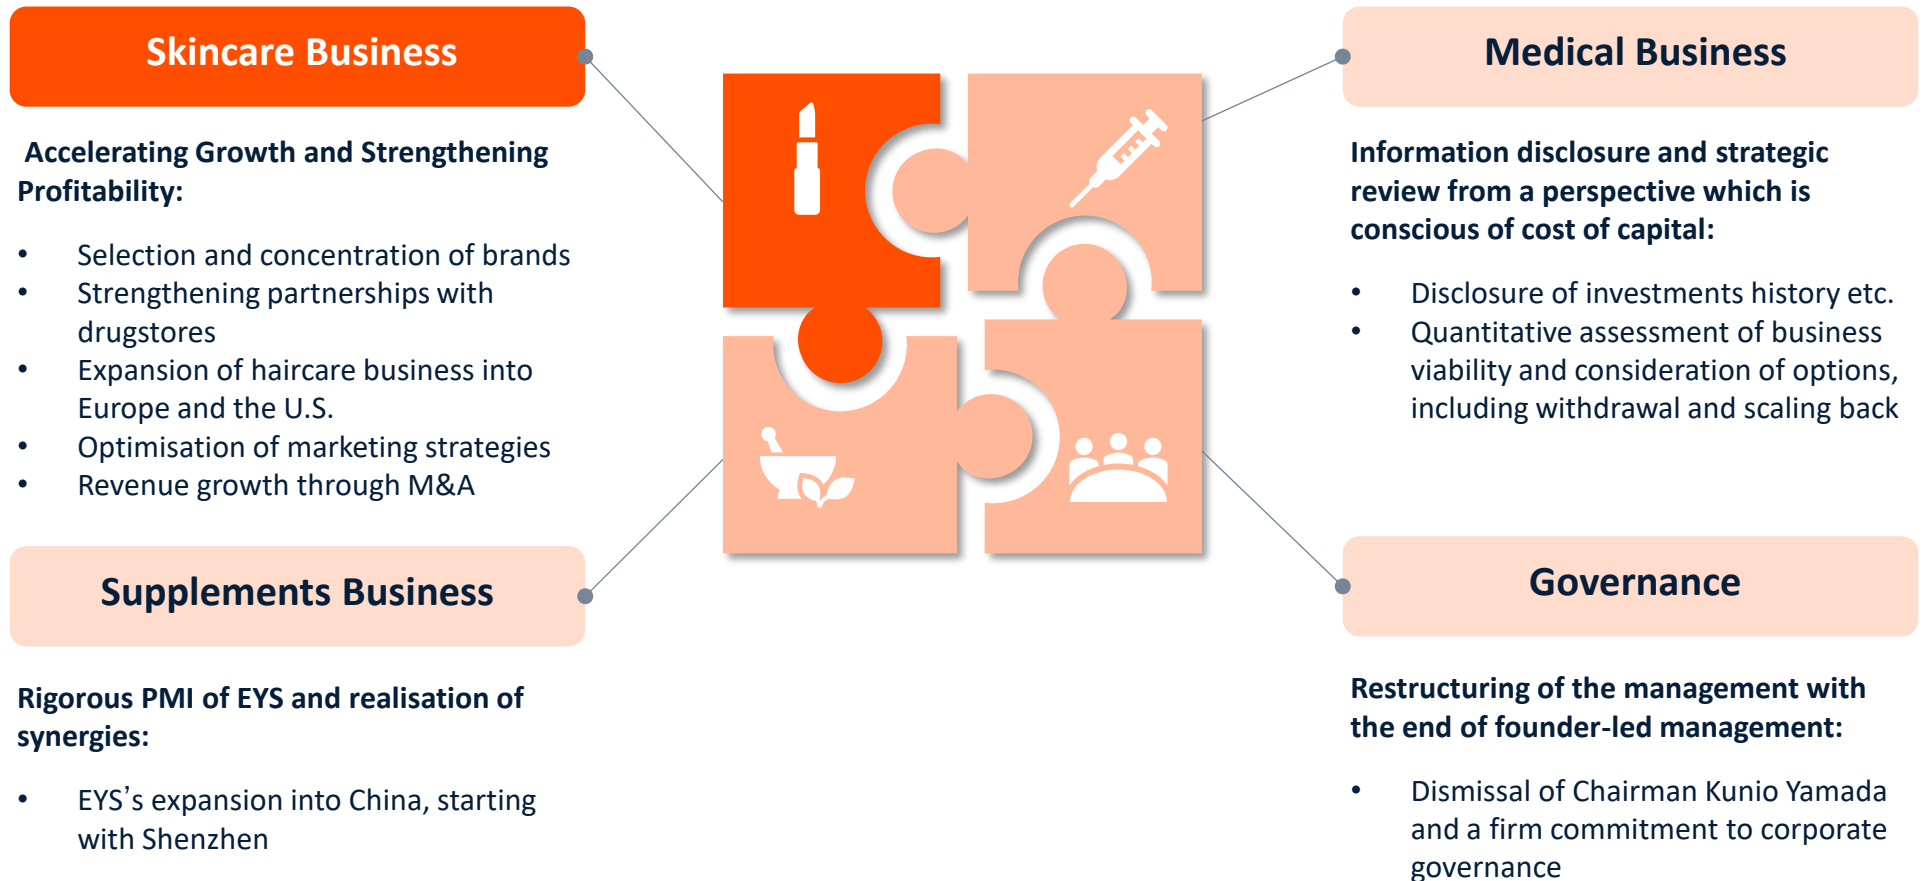 Skincare Business
Accelerating Growth and Strengthening
Profitability:
• Selection and concentration of brands
• Strengthening partnerships with
drugstores
• Expansion of haircare business into
Europe and the U.S.
• Optimisation of marketing strategies
• Revenue growth through M&A
Medical Business
Information disclosure and strategic
review from a perspective which is
conscious of cost of capital:
• Disclosure of investments history etc.
• Quantitative assessment of business
viability and consideration of options,
including withdrawal and scaling back
Supplements Business
Rigorous PMI of EYS and realisation of
synergies:
• EYS’s expansion into China, starting
with Shenzhen
Governance
Restructuring of the management with
the end of founder-led management:
• Dismissal of Chairman Kunio Yamada
and a firm commitment to corporate
governance